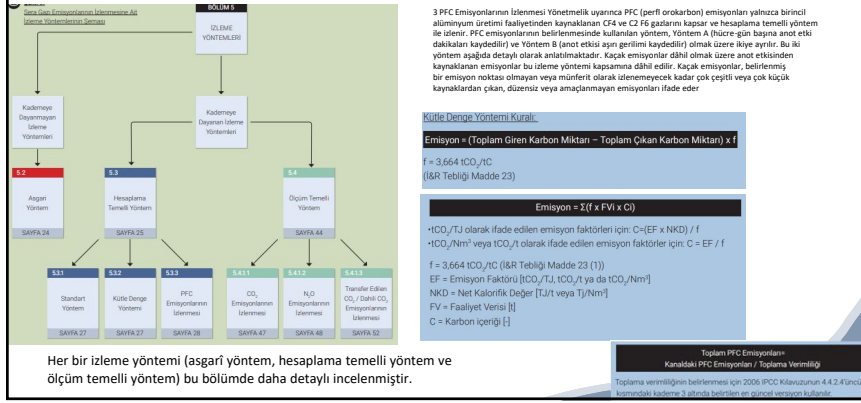 Sera Gazı Emisyonlarının İzlenmesine Ait
İzleme Yöntemlerinin Şeması
BÖLÜM 5
İZLEME
YÖNTEMLERİ
Kademeye
Dayanmayan
İzleme
Yöntemleri
Kademeye
Dayanan İzleme
Yöntemleri
5.2
Asgari
Yöntem
SAYFA 24
5.3
Hesaplama
Temelli Yöntem
SAYFA 25
5.4
Ölçüm Temelli
Yöntem
SAYFA 44
5.3.1
Standart
Yöntem
SAYFA 27
5.3.2
Kütle Denge
Yöntemi
SAYFA 27
5.3.3
PFC
Emisyonlarının
İzlenmesi
SAYFA 28
5.4.1.1
CO₂
Emisyonlarının
İzlenmesi
SAYFA 47
5.4.1.2
N₂O
Emisyonlarının
İzlenmesi
SAYFA 48
5.4.1.3
Transfer Edilen
CO₂ / Dahili CO₂
Emisyonlarının
İzlenmesi
SAYFA 52
Her bir izleme yöntemi (asgarî yöntem, hesaplama temelli yöntem ve
ölçüm temelli yöntem) bu bölümde daha detaylı incelenmiştir.
3 PFC Emisyonlarının İzlenmesi Yönetmelik uyarınca PFC (perfl orokarbon) emisyonları yalnızca birincil
alüminyum üretimi faaliyetinden kaynaklanan CF4 ve C2 F6 gazlarını kapsar ve hesaplama temelli yöntem
ile izlenir. PFC emisyonlarının belirlenmesinde kullanılan yöntem, Yöntem A (hücre-gün başına anot etki
dakikaları kaydedilir) ve Yöntem B (anot etkisi aşırı gerilimi kaydedilir) olmak üzere ikiye ayrılır. Bu iki
yöntem aşağıda detaylı olarak anlatılmaktadır. Kaçak emisyonlar dâhil olmak üzere anot etkisinden
kaynaklanan emisyonlar bu izleme yöntemi kapsamına dâhil edilir. Kaçak emisyonlar, belirlenmiş
bir emisyon noktası olmayan veya münferit olarak izlenemeyecek kadar çok çeşitli veya çok küçük
kaynaklardan çıkan, düzensiz veya amaçlanmayan emisyonları ifade eder
Kütle Denge Yöntemi Kuralı:
Emisyon = (Toplam Giren Karbon Miktarı – Toplam Çıkan Karbon Miktarı) x f
f = 3,664 tCO₂/tC
(İ&R Tebliği Madde 23)
Emisyon = Σ(f x FVi x Ci)
•tCO₂/TJ olarak ifade edilen emisyon faktörleri için: C=(EF x NKD) / f
•tCO₂/Nm³ veya tCO₂/t olarak ifade edilen emisyon faktörler için: C = EF / f
f = 3,664 tCO₂/tC (İ&R Tebliği Madde 23 (1))
EF = Emisyon Faktörü [tCO₂/TJ, tCO₂/t ya da tCO₂/Nm³]
NKD = Net Kalorifik Değer [TJ/t veya Tj/Nm³]
FV = Faaliyet Verisi [t]
C = Karbon içeriği [-]
Toplam PFC Emisyonları=
Kanaldaki PFC Emisyonları / Toplama Verimliliği
Toplama verimliliğinin belirlenmesi için 2006 IPCC Kılavuzunun 4.4.2.4'üncü
kısmındaki kademe 3 altında belirtilen en güncel versiyon kullanılır.